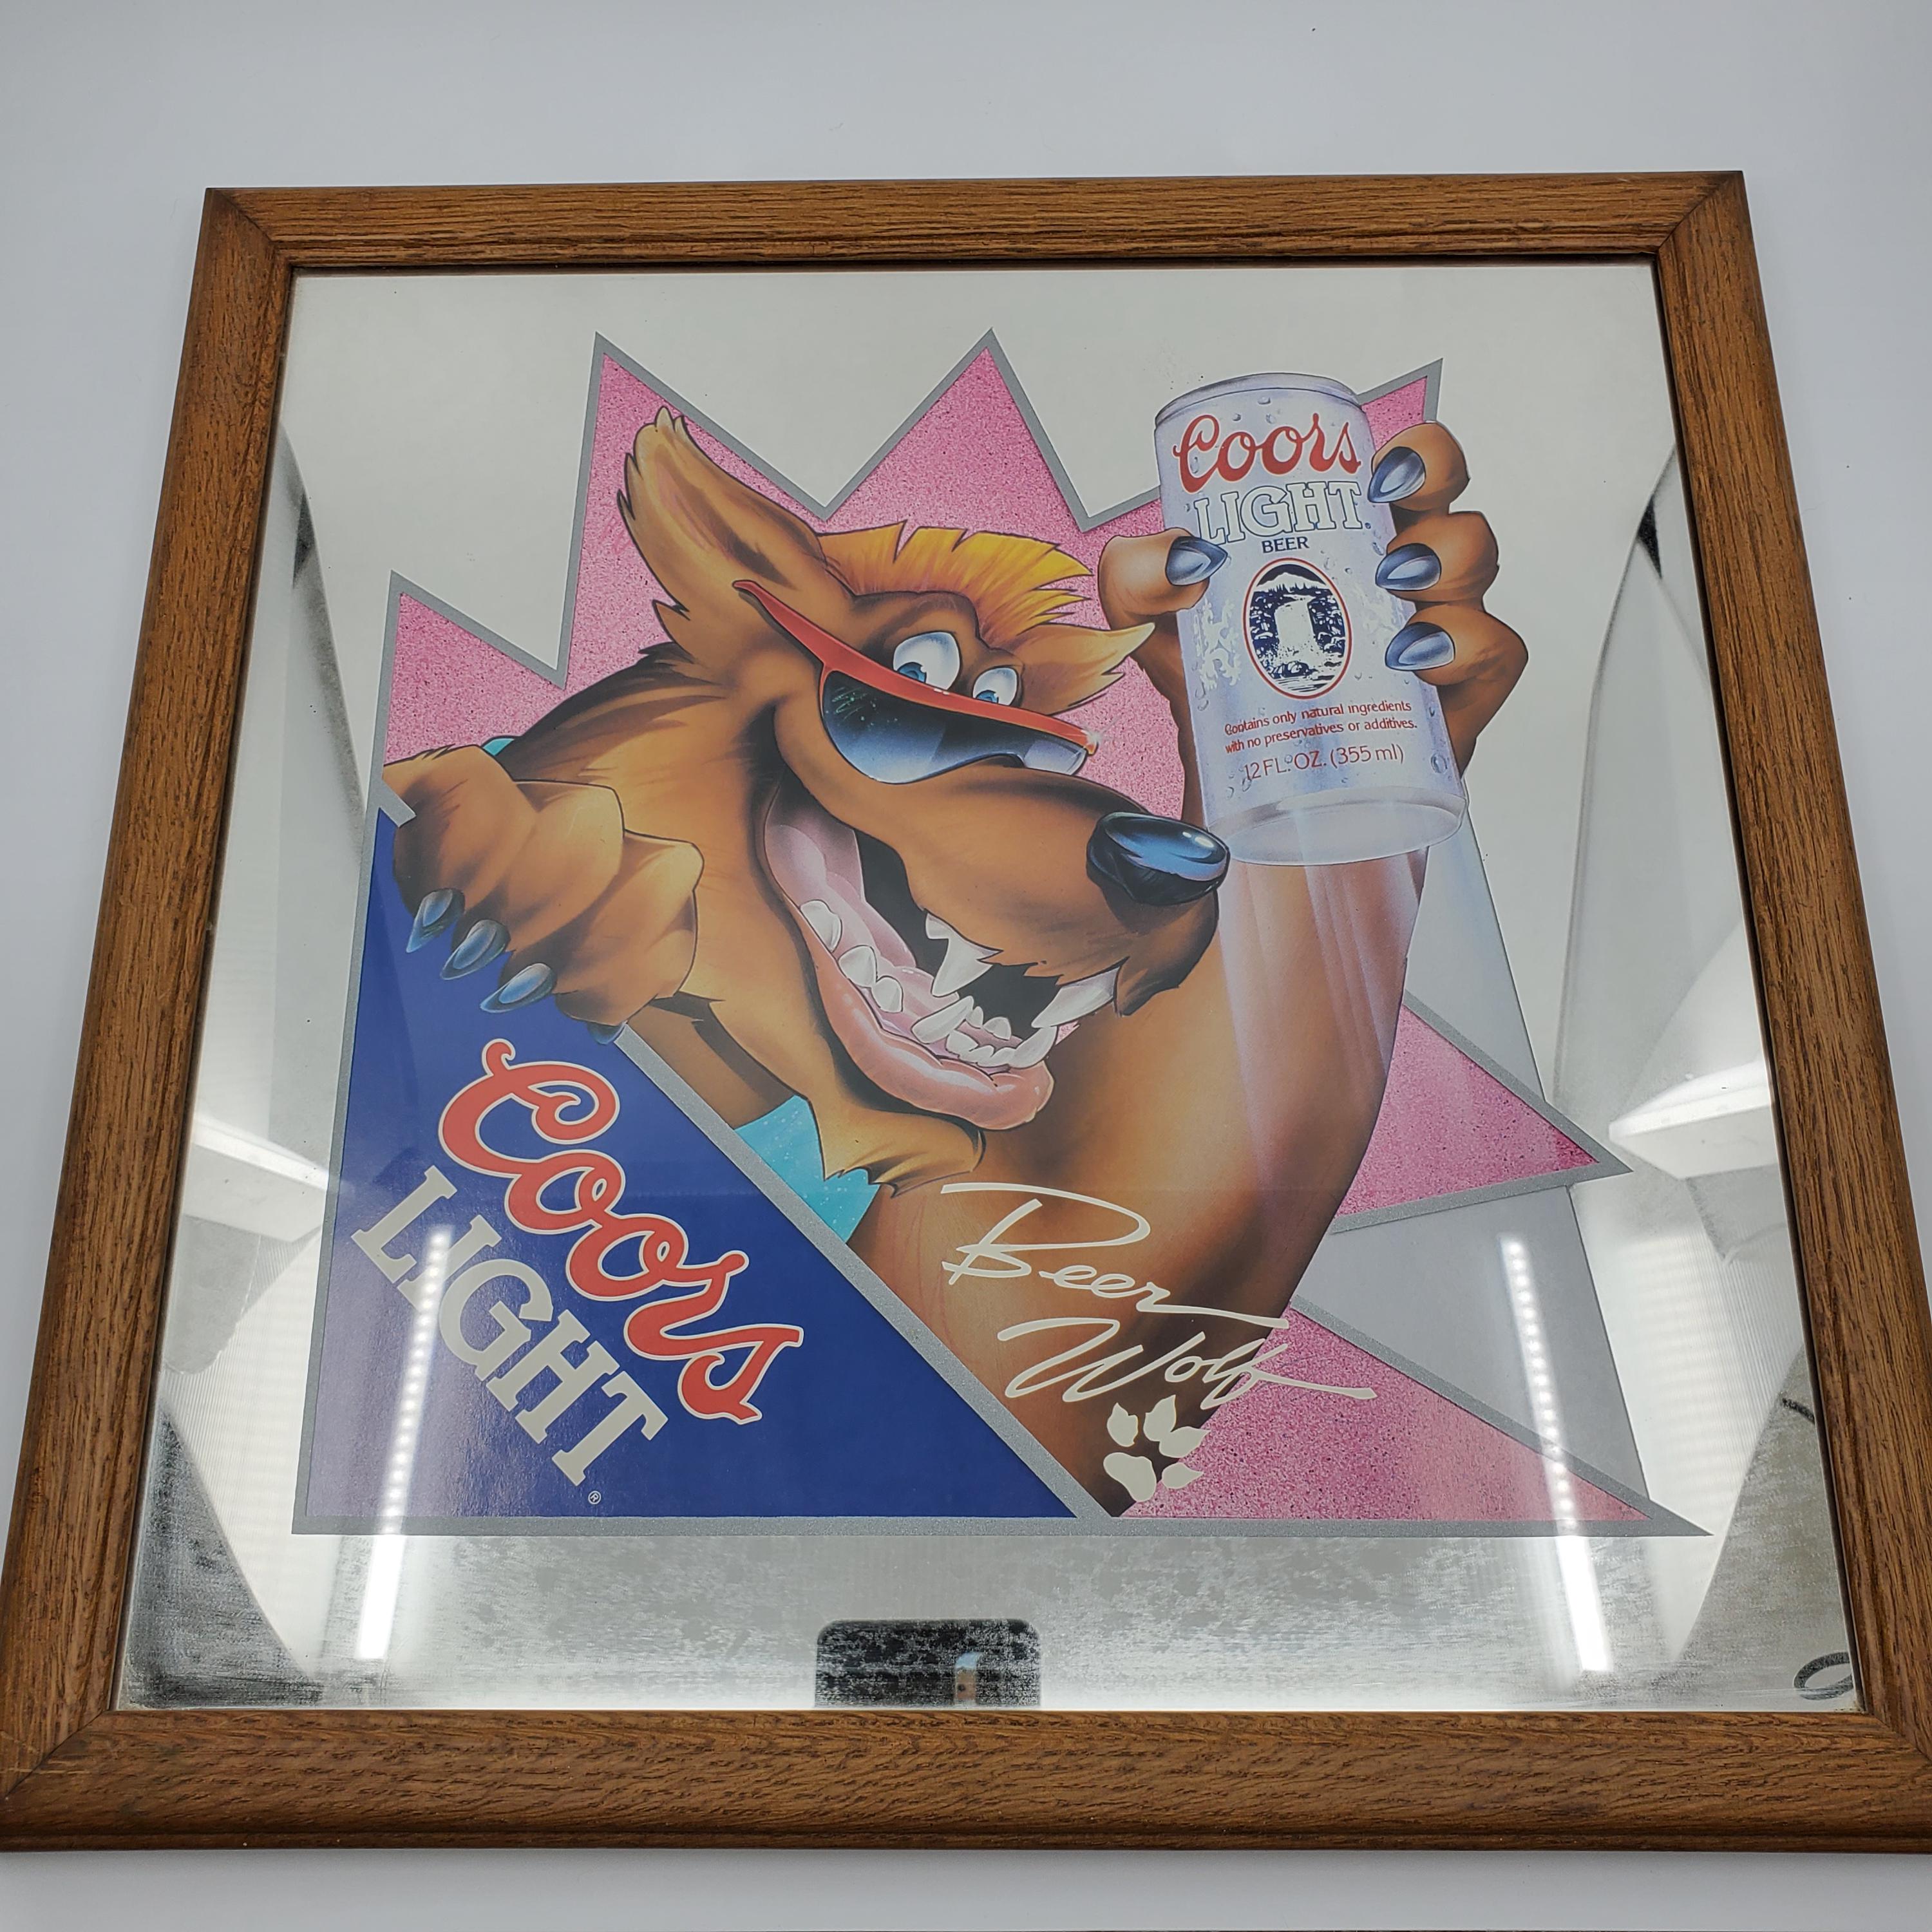 Coors
LIGHT®
BEER
Contains only natural ingredients
with no preservatives or additives.
12 FL. OZ. (355 ml)
Coors
LIGHT
®
Beer
Wolf